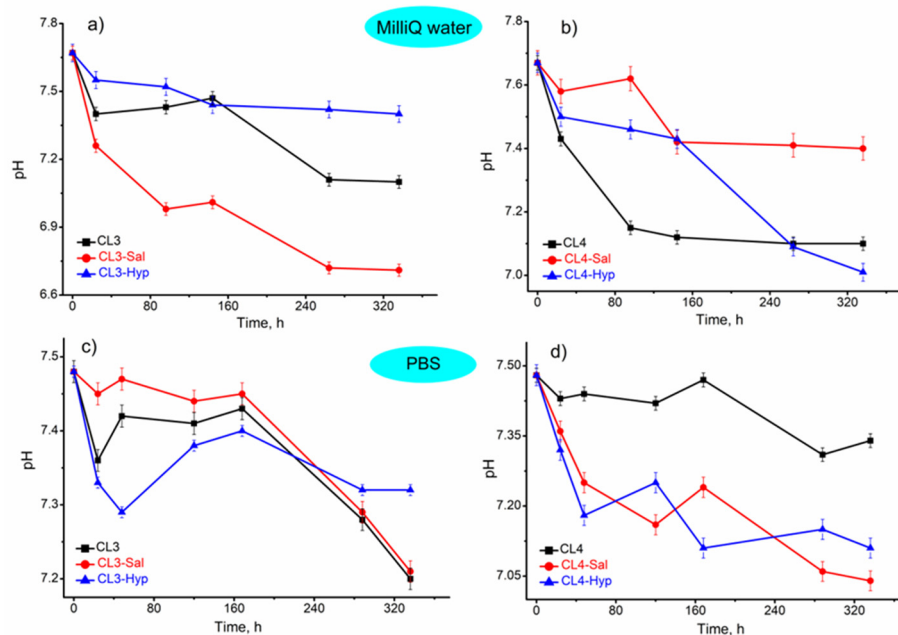 MilliQ water
a)
7.8
7.5
7.2
6.9
6.6
pH
CL3
CL3-Sal
CL3-Hyp
0 80 160 240 320
Time, h
b)
7.6
7.4
7.2
7.0
pH
CL4
CL4-Sal
CL4-Hyp
0 80 160 240 320
Time, h
PBS
c)
7.5
7.4
7.3
7.2
pH
CL3
CL3-Sal
CL3-Hyp
0 80 160 240 320
Time, h
d)
7.50
7.35
7.20
7.05
pH
CL4
CL4-Sal
CL4-Hyp
0 80 160 240 320
Time, h